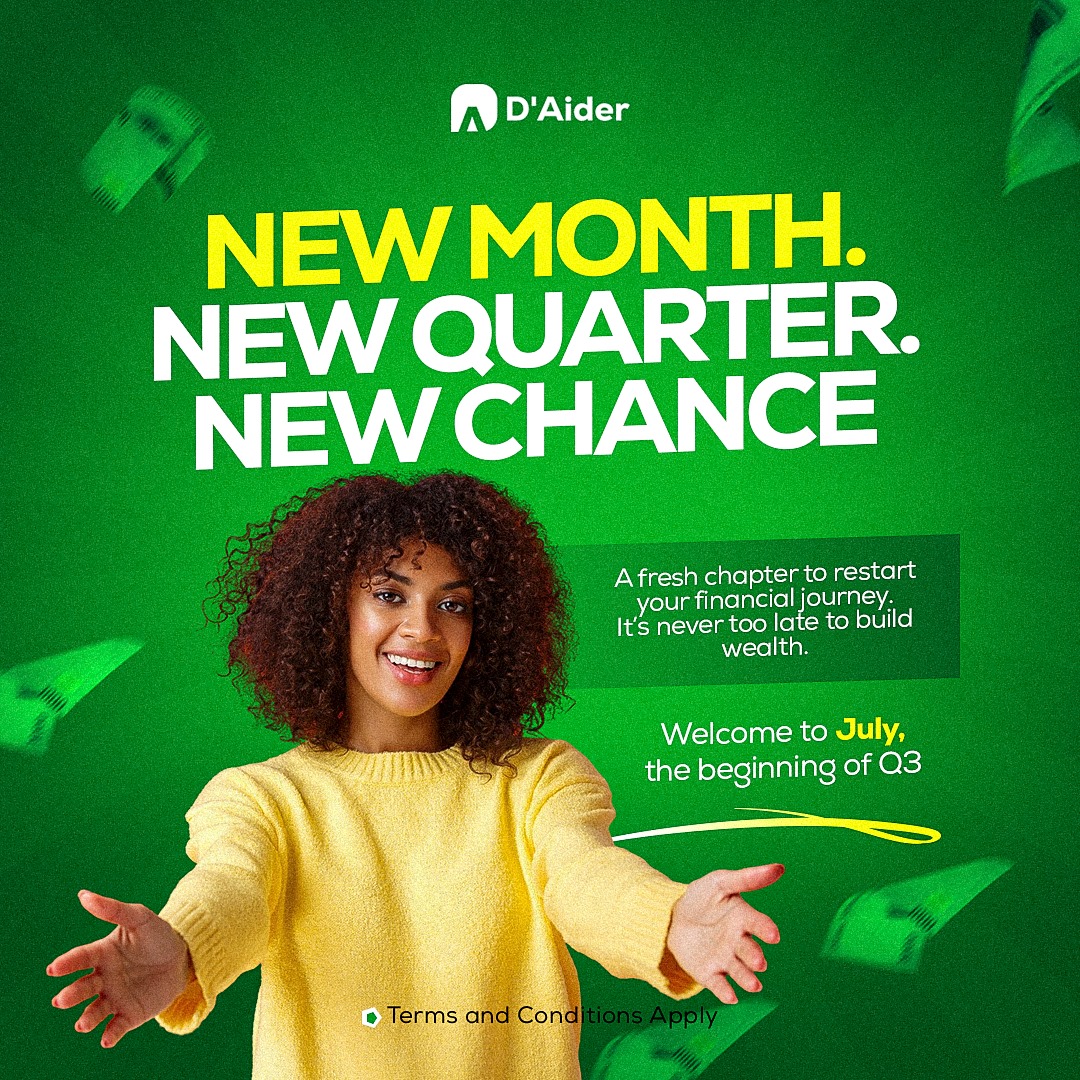 D'Aider
NEW MONTH.
NEW QUARTER.
NEW CHANCE
A fresh chapter to restart
your financial journey.
It's never too late to build
wealth.
Welcome to July,
the beginning of Q3
Terms and Conditions Apply